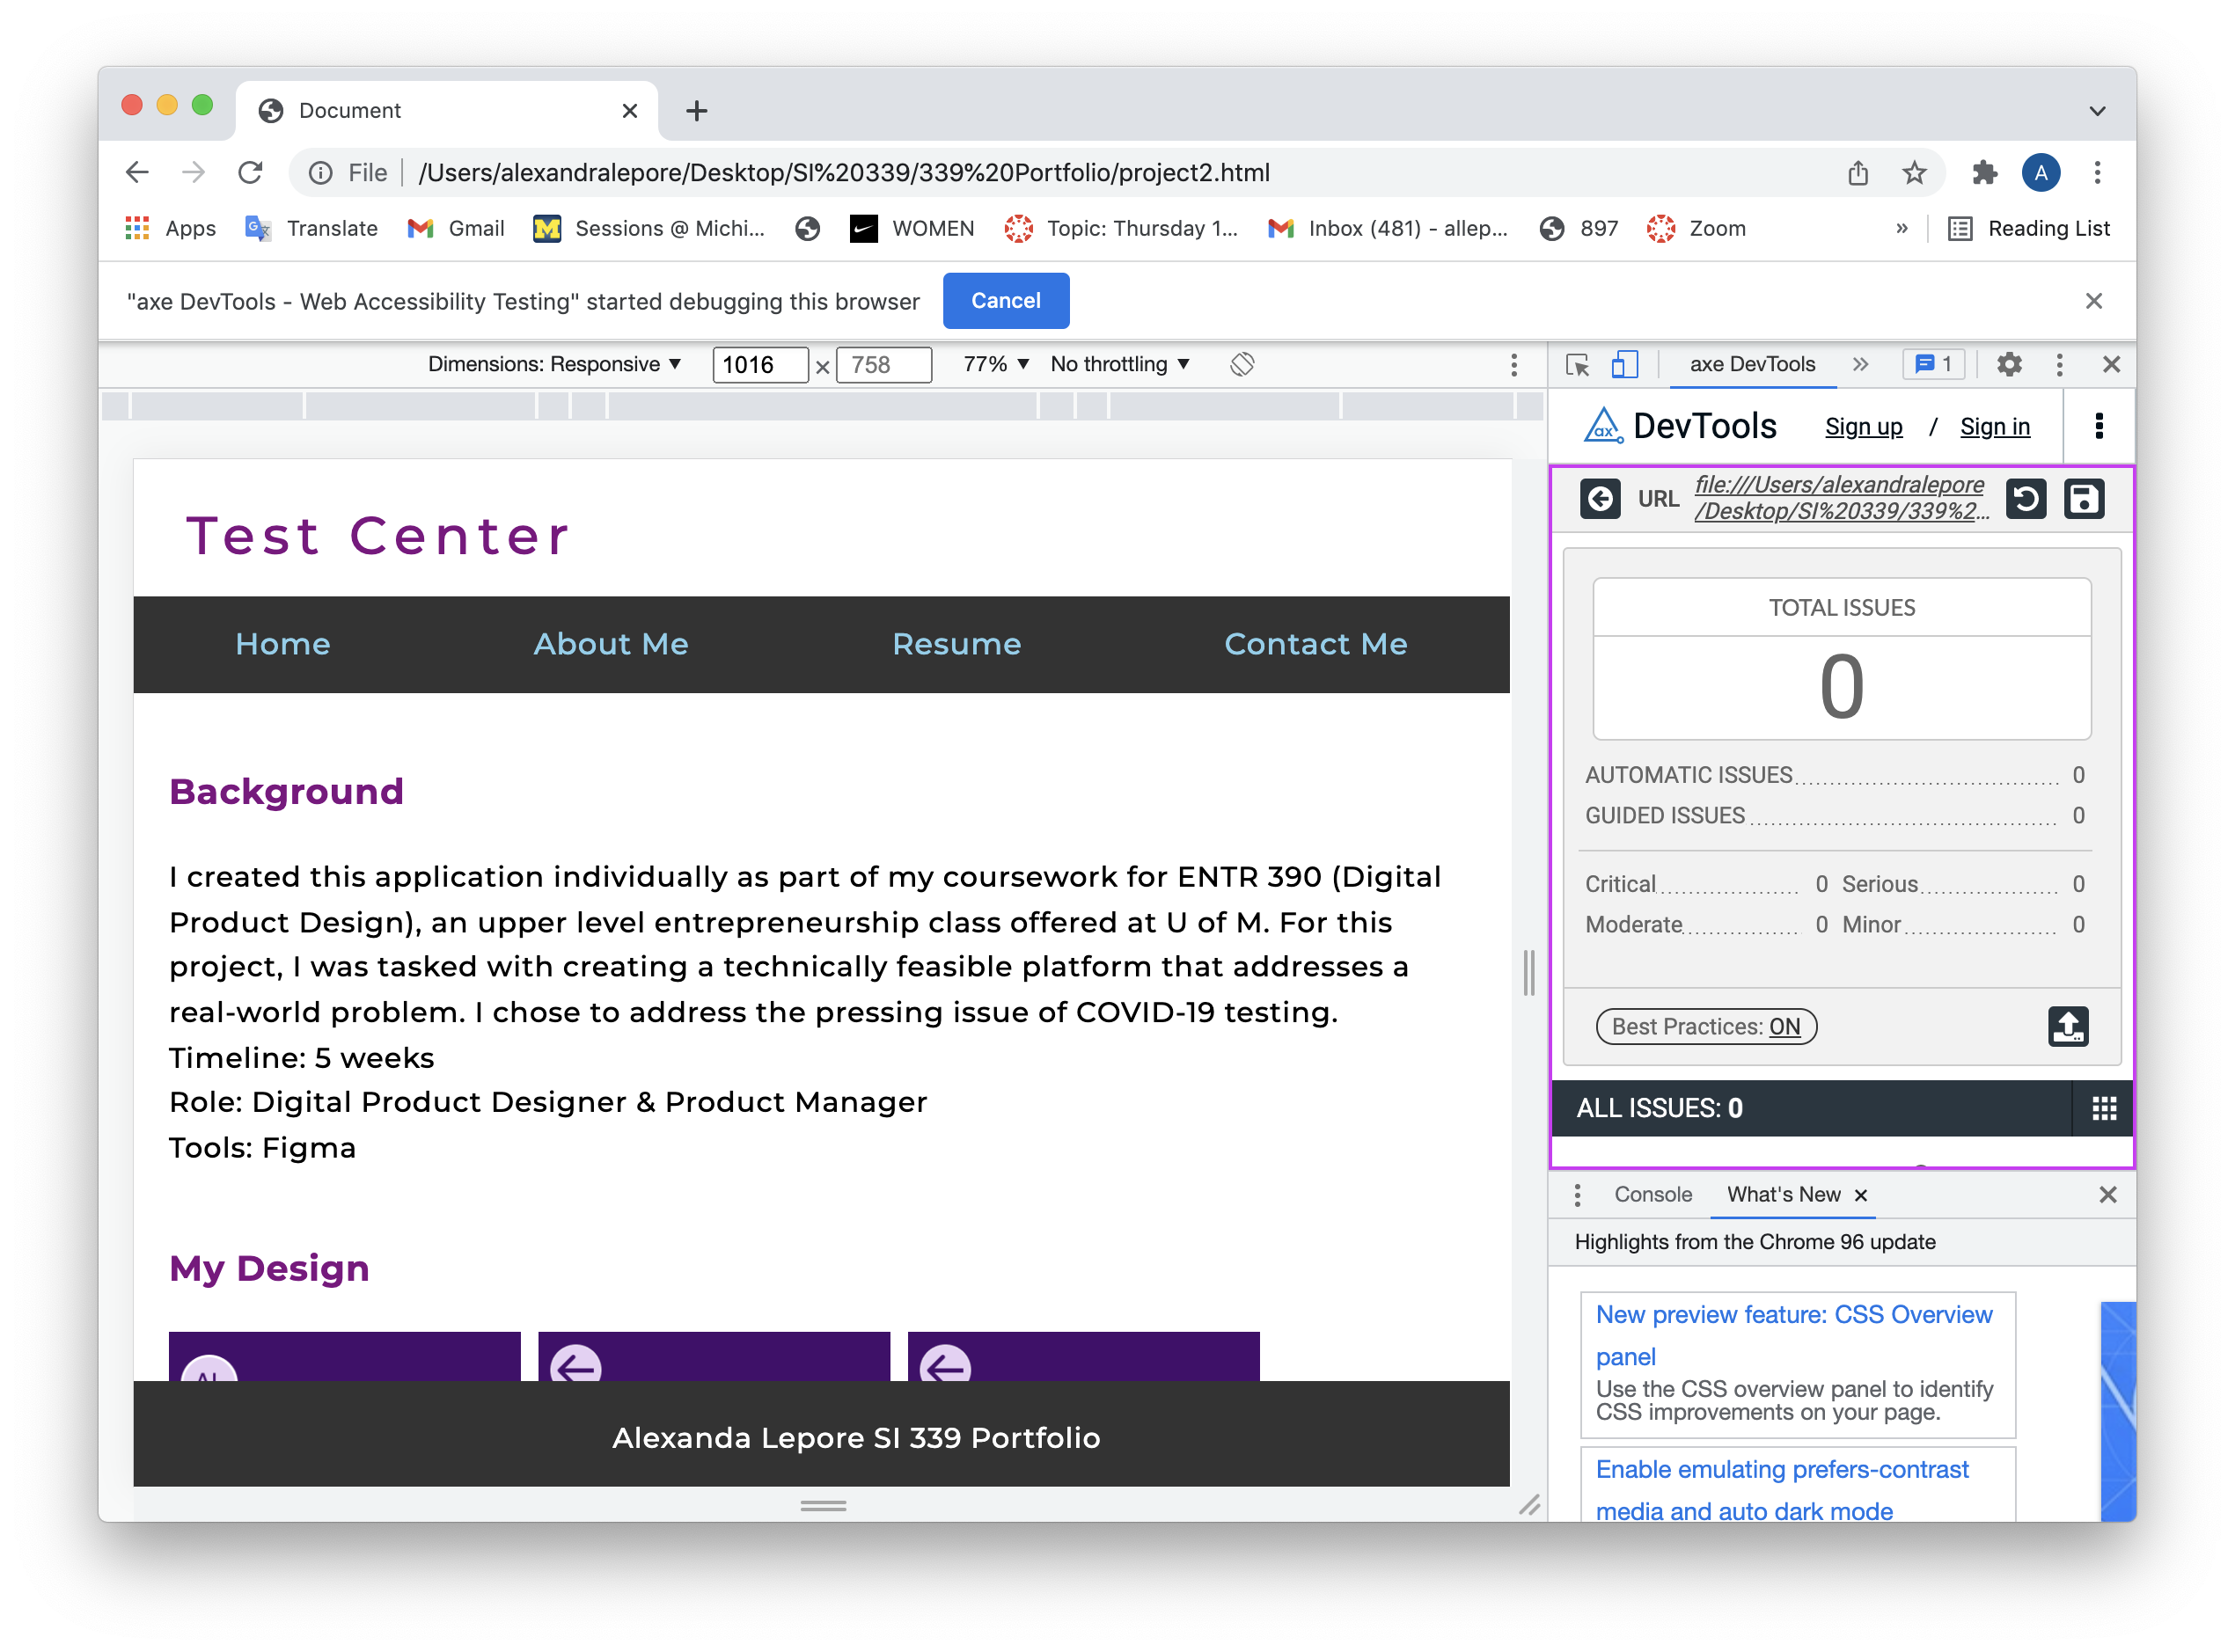 Document
File /Users/alexandralepore/Desktop/SI%20339/339%20Portfolio/project2.html
A
Apps Translate Gmail Sessions @ Michi... WOMEN Topic: Thursday 1... Inbox (481) - allep... 897 Zoom » Reading List
"axe DevTools - Web Accessibility Testing" started debugging this browser Cancel
Dimensions: Responsive 1016 × 758 77% No throttling
axe DevTools » 1
ax DevTools Sign up / Sign in
URL file:///Users/alexandralepore
/Desktop/SI%20339/339%2...
Test Center
Home About Me Resume Contact Me
Background
I created this application individually as part of my coursework for ENTR 390 (Digital
Product Design), an upper level entrepreneurship class offered at U of M. For this
project, I was tasked with creating a technically feasible platform that addresses a
real-world problem. I chose to address the pressing issue of COVID-19 testing.
Timeline: 5 weeks
Role: Digital Product Designer & Product Manager
Tools: Figma
My Design
Alexanda Lepore SI 339 Portfolio
TOTAL ISSUES
0
AUTOMATIC ISSUES 0
GUIDED ISSUES 0
Critical 0 Serious 0
Moderate 0 Minor 0
Best Practices: ON
ALL ISSUES: 0
Console What's New
Highlights from the Chrome 96 update
New preview feature: CSS Overview
panel
Use the CSS overview panel to identify
CSS improvements on your page.
Enable emulating prefers-contrast
media and auto dark mode